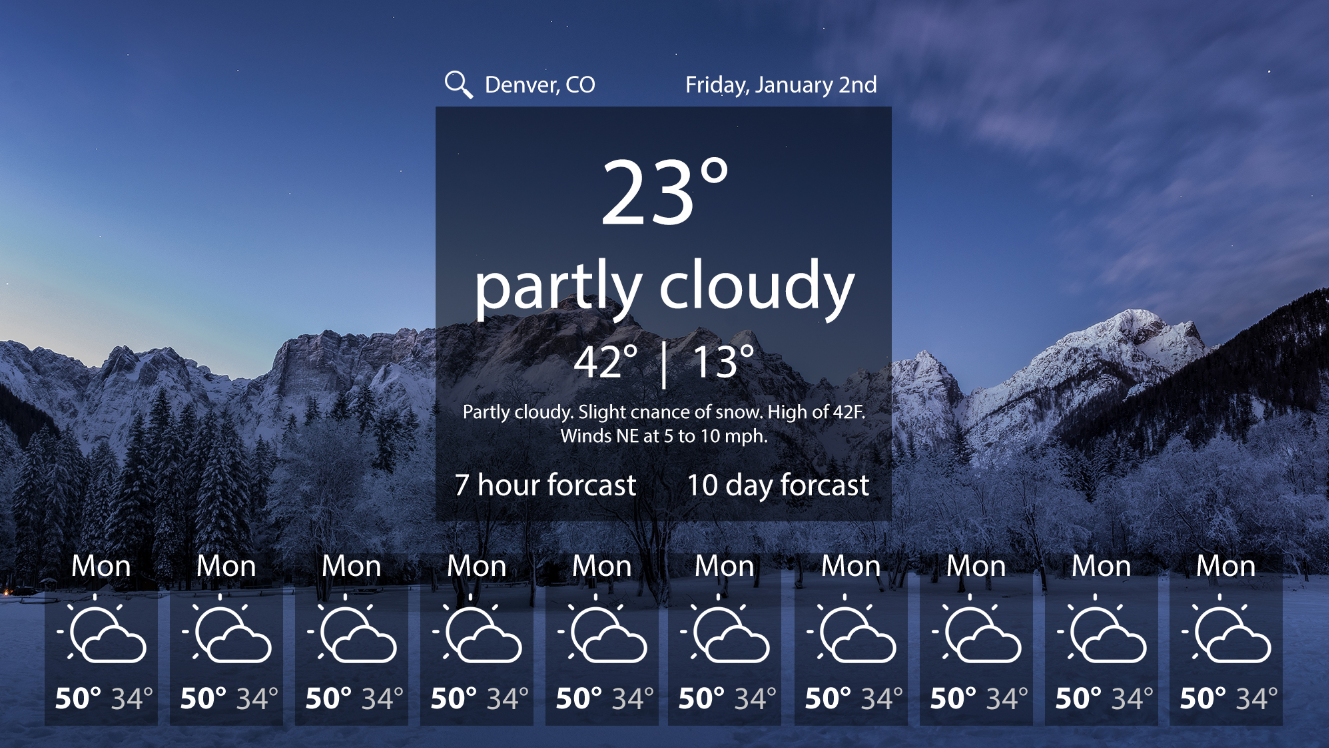 Denver, CO Friday, January 2nd
23°
partly cloudy
42° | 13°
Partly cloudy. Slight cnance of snow. High of 42F.
Winds NE at 5 to 10 mph.
7 hour forcast 10 day forcast
Mon Mon Mon Mon Mon Mon Mon Mon Mon Mon
50° 34° 50° 34° 50° 34° 50° 34° 50° 34° 50° 34° 50° 34° 50° 34° 50° 34° 50° 34°